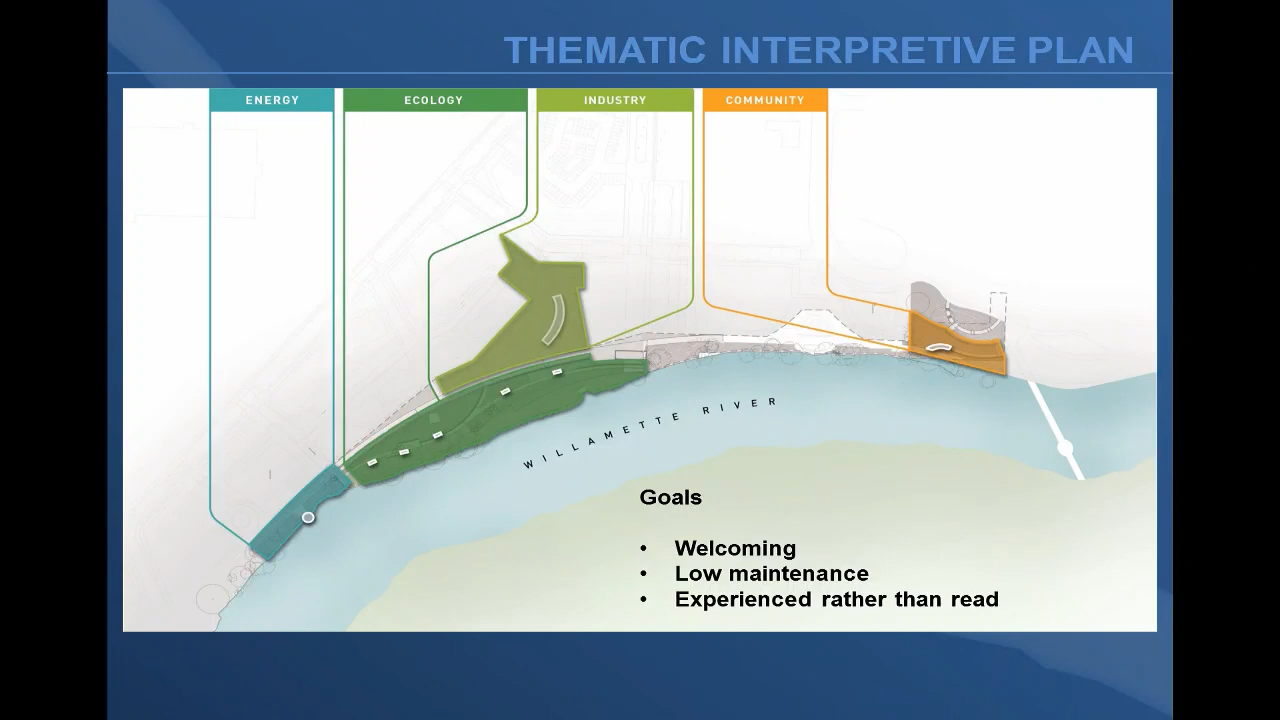 THEMATIC INTERPRETIVE PLAN
ENERGY
ECOLOGY
INDUSTRY
COMMUNITY
WILLAMETTE RIVER
Goals
• Welcoming
• Low maintenance
• Experienced rather than read